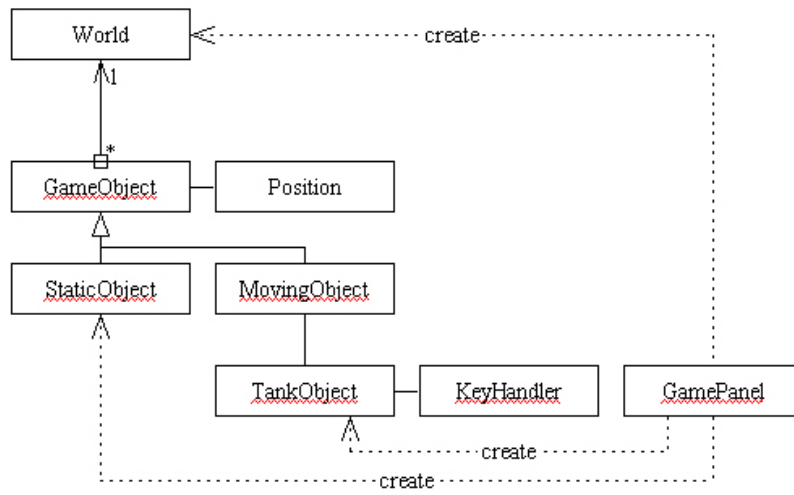 World
create
1
*
GameObject
Position
StaticObject
MovingObject
TankObject
KeyHandler
GamePanel
create
create